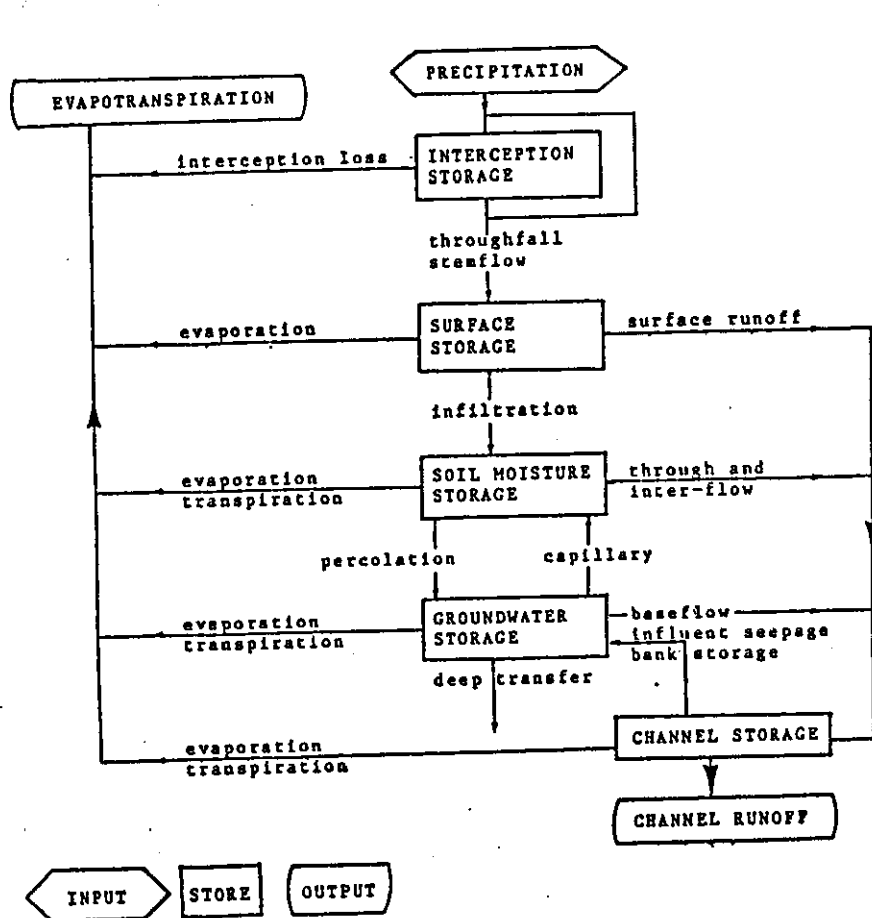 PRECIPITATION
EVAPOTRANSPIRATION
interception loss
INTERCEPTION
STORAGE
throughfall
stemflow
evaporation
SURFACE
STORAGE
surface runoff
infiltration
evaporation
transpiration
SOIL MOISTURE
STORAGE
through and
inter-flow
percolation
capillary
evaporation
transpiration
GROUNDWATER
STORAGE
baseflow
influent seepage
bank storage
deep transfer
evaporation
transpiration
CHANNEL STORAGE
CHANNEL RUNOFF
INPUT
STORE
OUTPUT